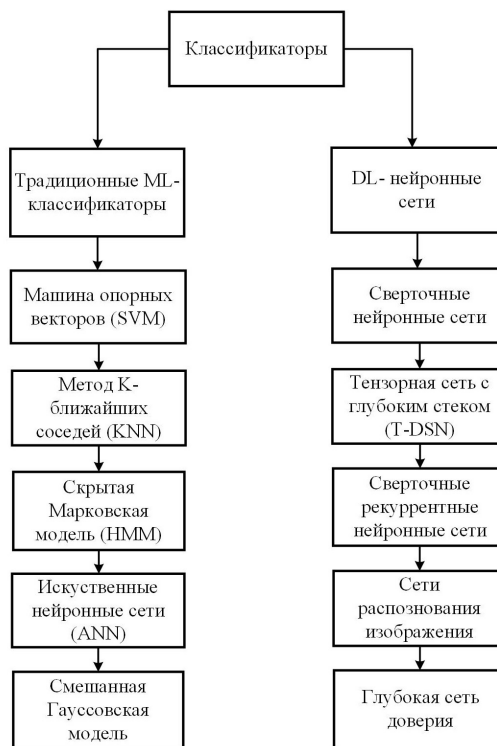 Классификаторы
Традиционные ML-
классификаторы
Машина опорных
векторов (SVM)
Метод K-
ближайших
соседей (KNN)
Скрытая
Марковская
модель (HMM)
Искуственные
нейронные сети
(ANN)
Смешанная
Гауссовская
модель
DL- нейронные
сети
Сверточные
нейронные сети
Тензорная сеть с
глубоким стеком
(T-DSN)
Сверточные
рекуррентные
нейронные сети
Сети
распознования
изображения
Глубокая сеть
доверия